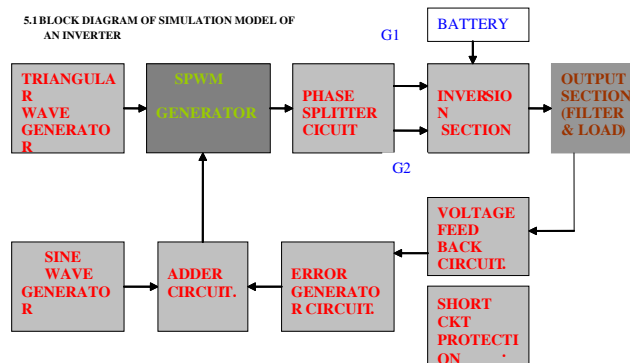 5.1 BLOCK DIAGRAM OF SIMULATION MODEL OF
AN INVERTER
G1
BATTERY
TRIANGULA
R
WAVE
GENERATO
R
SPWM
GENERATOR
PHASE
SPLITTER
CICUIT
INVERSIO
N
SECTION
OUTPUT
SECTION
(FILTER
& LOAD)
G2
SINE
WAVE
GENERATO
R
ADDER
CIRCUIT.
ERROR
GENERATO
R CIRCUIT.
VOLTAGE
FEED
BACK
CIRCUIT.
SHORT
CKT
PROTECTI
ON .